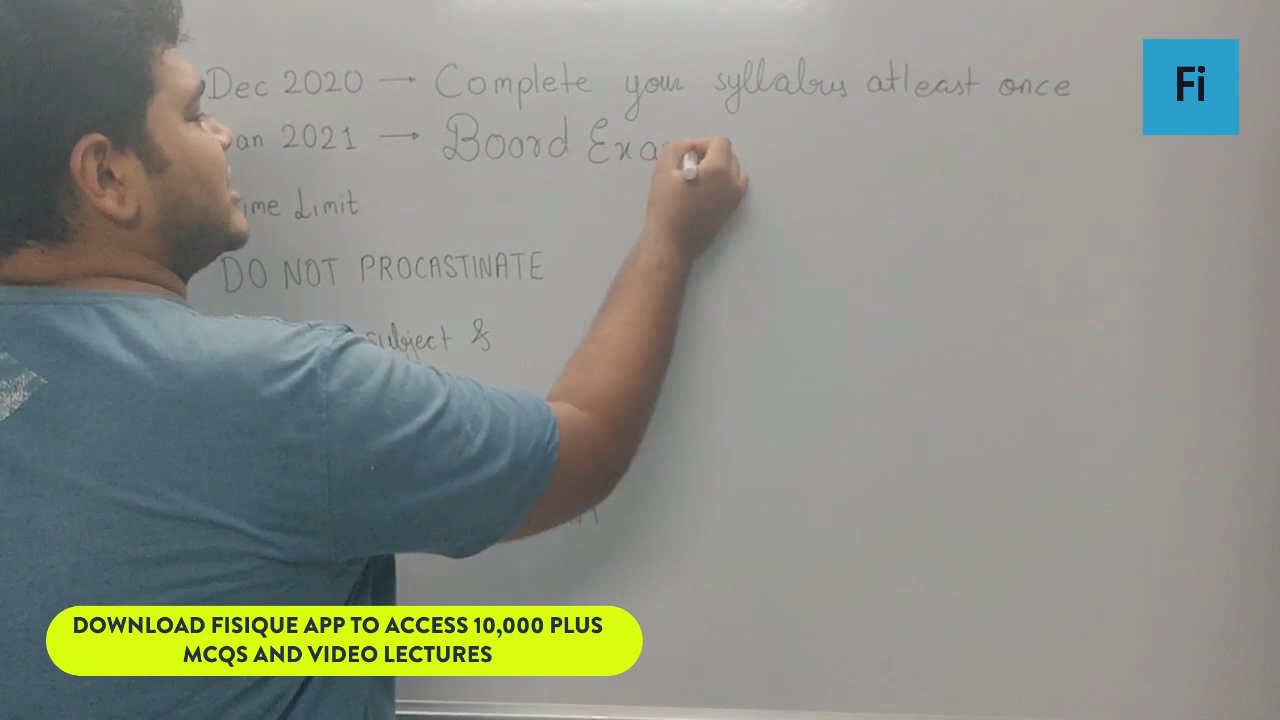 Dec 2020 → Complete your syllabus atleast once
Fi
an 2021 → Board Exa
ime Limit
DO NOT PROCASTINATE
subject &
DOWNLOAD FISIQUE APP TO ACCESS 10,000 PLUS
MCQS AND VIDEO LECTURES